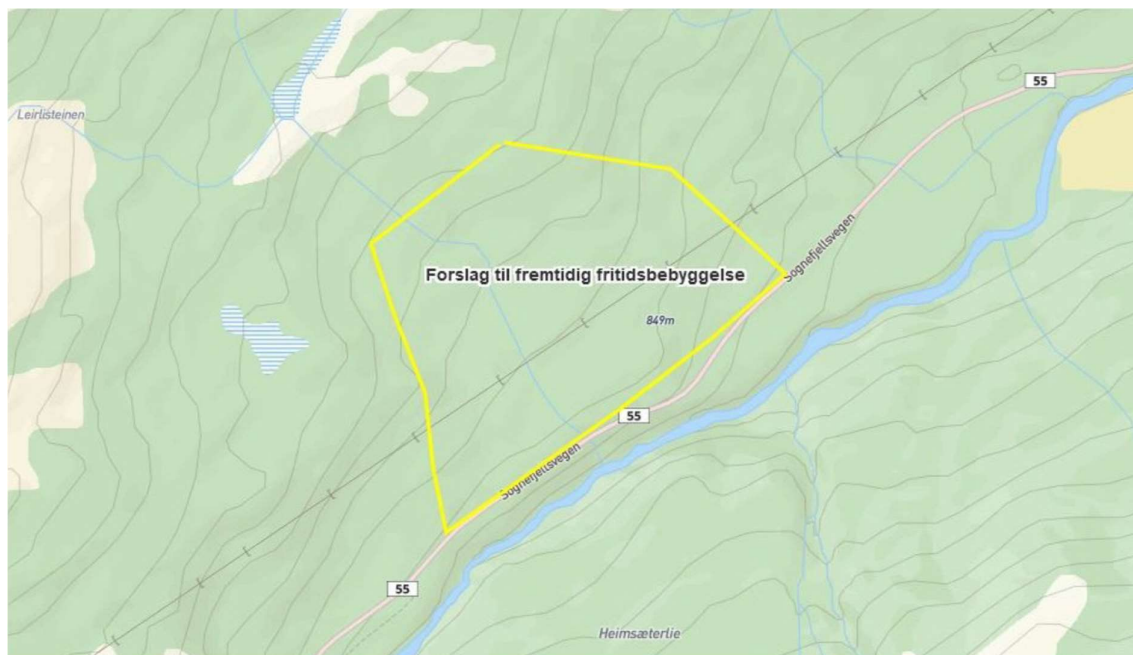 55
Leirlisteinen
Sognefjellsvegen
Forslag til fremtidig fritidsbebyggelse
849m
55
Sognefjellsvegen
55
Heimsæterlie